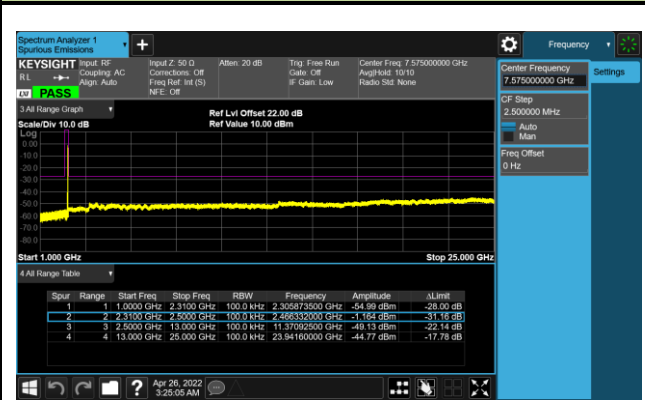 Spectrum Analyzer 1
Spurious Emissions
Frequency
KEYSIGHT
R L
LXI
PASS
Input: RF
Coupling: AC
Align: Auto
Input Z: 50 Ω
Corrections: Off
Freq Ref: Int (S)
NFE: Off
Atten: 20 dB
Trig: Free Run
Gate: Off
IF Gain: Low
Center Freq: 7.575000000 GHz
Avg|Hold: 10/10
Radio Std: None
3 All Range Graph
Scale/Div 10.0 dB
Ref Lvl Offset 22.00 dB
Ref Value 10.00 dBm
Log
0.00
-10.0
-20.0
-30.0
-40.0
-50.0
-60.0
-70.0
-80.0
Start 1.000 GHz
Stop 25.000 GHz
4 All Range Table
Spur Range Start Freq Stop Freq RBW Frequency Amplitude ΔLimit
1 1 1.0000 GHz 2.3100 GHz 100.0 kHz 2.305873500 GHz -54.99 dBm -28.00 dB
2 2 2.3100 GHz 2.5000 GHz 100.0 kHz 2.466332000 GHz -1.164 dBm -31.16 dB
3 3 2.5000 GHz 13.000 GHz 100.0 kHz 11.37092500 GHz -49.13 dBm -22.14 dB
4 4 13.000 GHz 25.000 GHz 100.0 kHz 23.94160000 GHz -44.77 dBm -17.78 dB
Apr 26, 2022
3:25:05 AM
Center Frequency
7.575000000 GHz
Settings
CF Step
2.500000 MHz
Auto
Man
Freq Offset
0 Hz